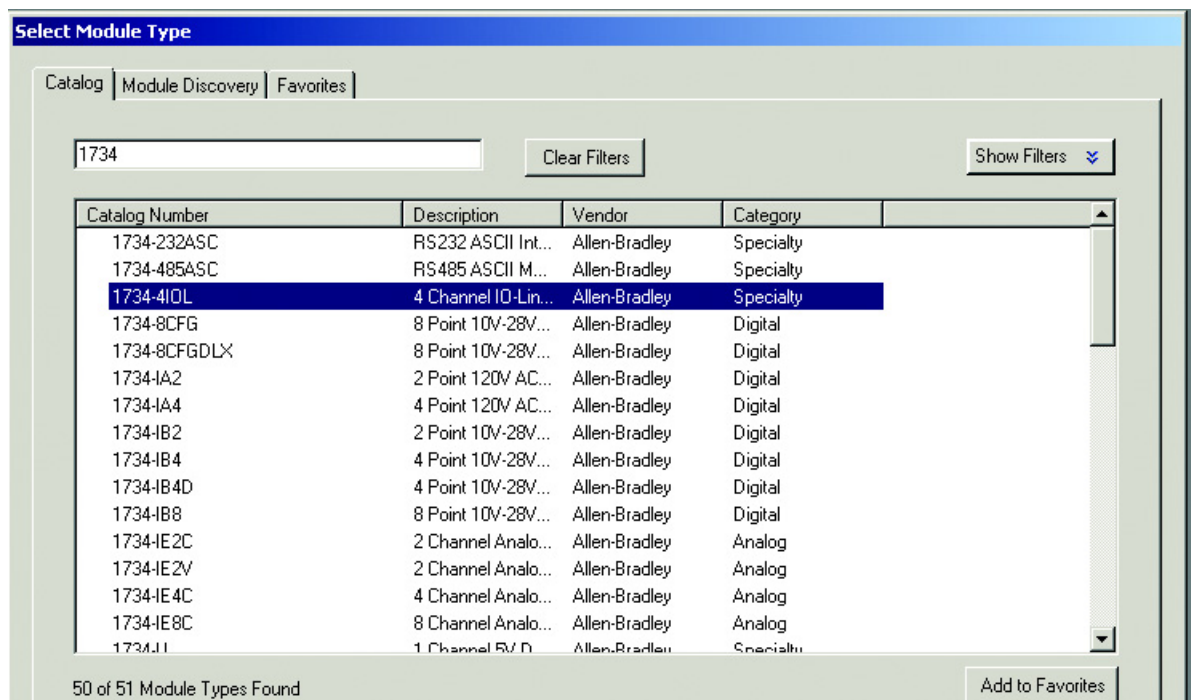 Select Module Type
Catalog Module Discovery Favorites
1734 Clear Filters Show Filters
Catalog Number Description Vendor Category
1734-232ASC RS232 ASCII Int... Allen-Bradley Specialty
1734-485ASC RS485 ASCII M... Allen-Bradley Specialty
1734-4IOL 4 Channel IO-Lin... Allen-Bradley Specialty
1734-8CFG 8 Point 10V-28V... Allen-Bradley Digital
1734-8CFGDLX 8 Point 10V-28V... Allen-Bradley Digital
1734-IA2 2 Point 120V AC... Allen-Bradley Digital
1734-IA4 4 Point 120V AC... Allen-Bradley Digital
1734-IB2 2 Point 10V-28V... Allen-Bradley Digital
1734-IB4 4 Point 10V-28V... Allen-Bradley Digital
1734-IB4D 4 Point 10V-28V... Allen-Bradley Digital
1734-IB8 8 Point 10V-28V... Allen-Bradley Digital
1734-IE2C 2 Channel Analo... Allen-Bradley Analog
1734-IE2V 2 Channel Analo... Allen-Bradley Analog
1734-IE4C 4 Channel Analo... Allen-Bradley Analog
1734-IE8C 8 Channel Analo... Allen-Bradley Analog
1734-IJ 1 Channel 5V D... Allen-Bradley Specialty
50 of 51 Module Types Found Add to Favorites